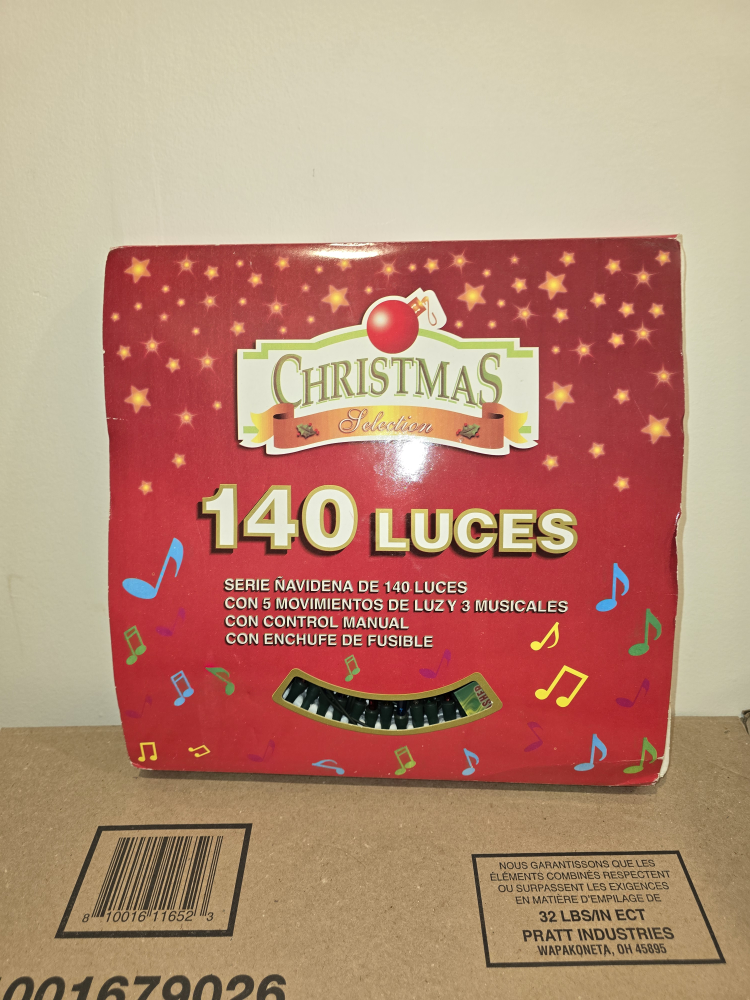 CHRISTMAS
Selection
140 LUCES
SERIE ÑAVIDENA DE 140 LUCES
CON 5 MOVIMIENTOS DE LUZ Y 3 MUSICALES
CON CONTROL MANUAL
CON ENCHUFE DE FUSIBLE
8 10016 11652 3
NOUS GARANTISSONS QUE LES
ÉLÉMENTS COMBINÉS RESPECTENT
OU SURPASSENT LES EXIGENCES
EN MATIÈRE D'EMPILAGE DE
32 LBS/IN ECT
PRATT INDUSTRIES
WAPAKONETA, OH 45895
001679026